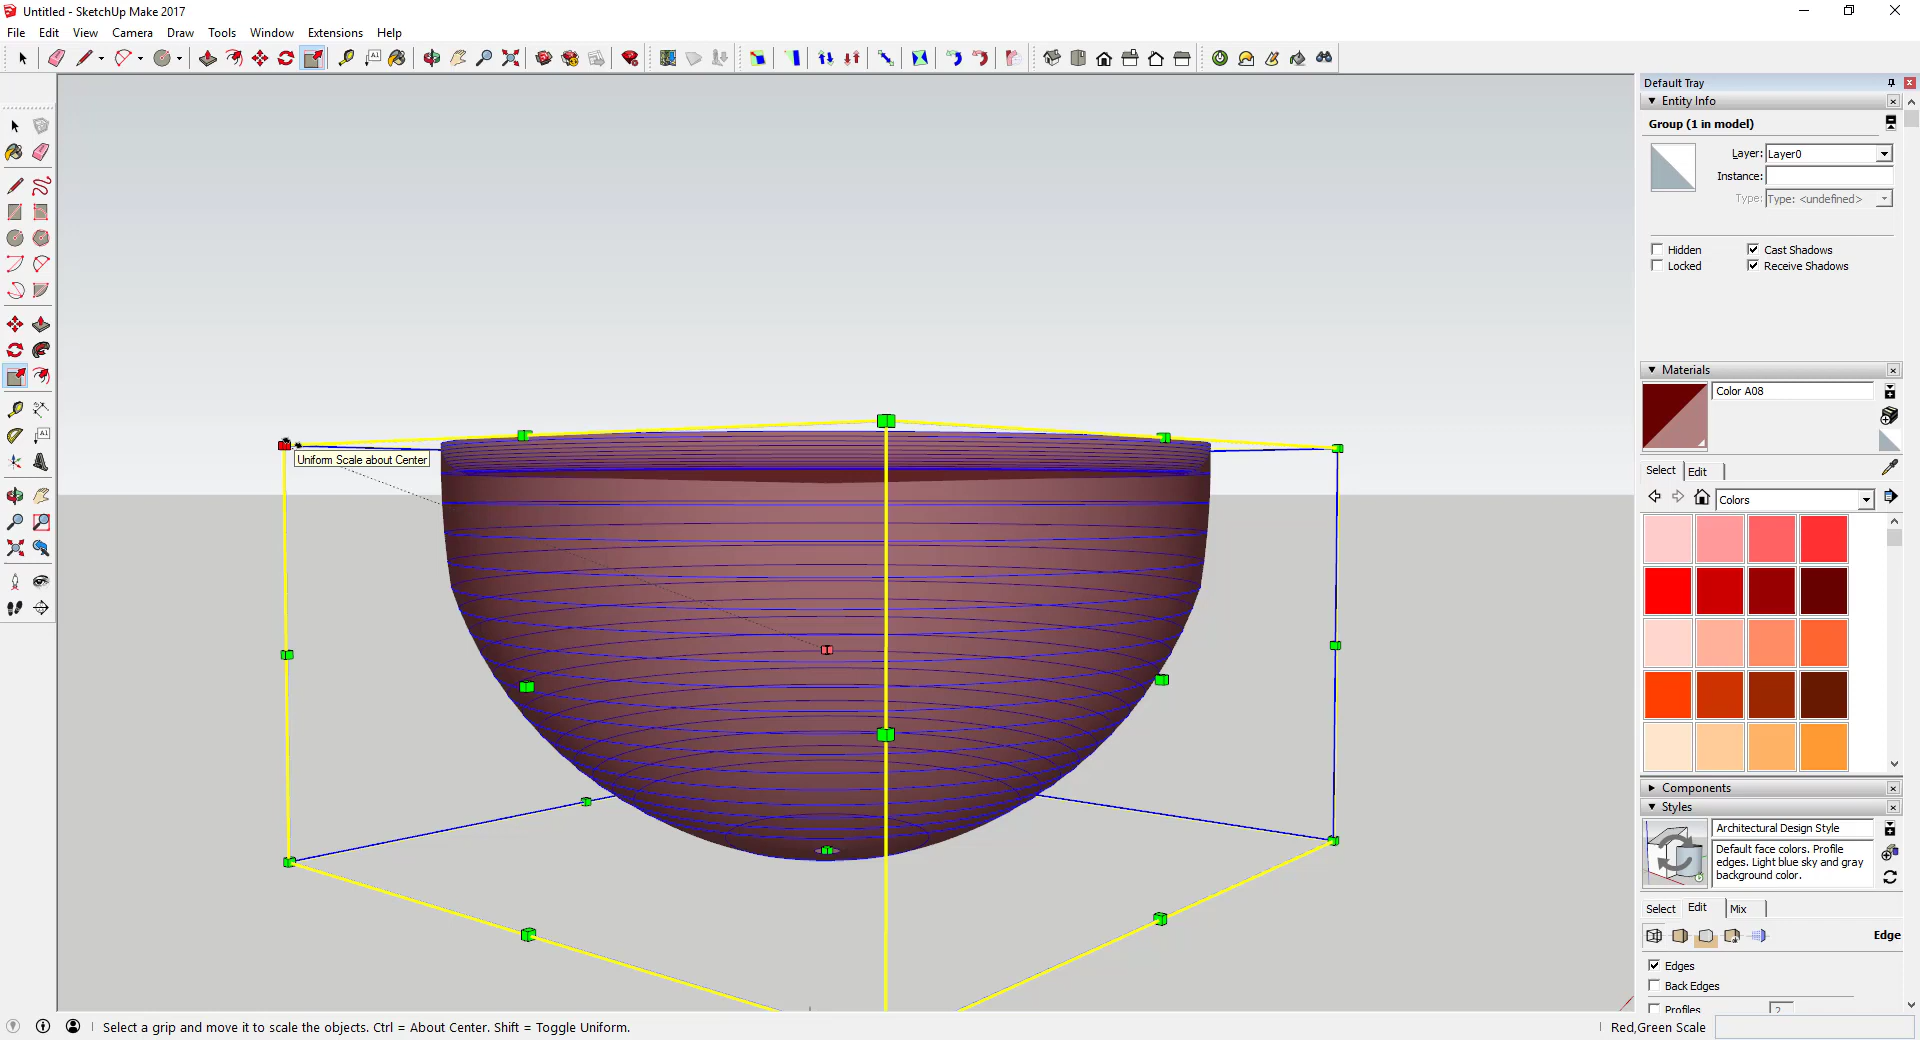 Untitled - SketchUp Make 2017
File Edit View Camera Draw Tools Window Extensions Help
Default Tray
Entity Info
Group (1 in model)
Layer: Layer0
Instance:
Type: Type: <undefined>
Hidden Cast Shadows
Locked Receive Shadows
Materials
Color A08
Select Edit
Colors
Uniform Scale about Center
Components
Styles
Architectural Design Style
Default face colors. Profile
edges. Light blue sky and gray
background color.
Select Edit Mix
Edge
Edges
Back Edges
Profiles 2
Select a grip and move it to scale the objects. Ctrl = About Center. Shift = Toggle Uniform.
Red,Green Scale